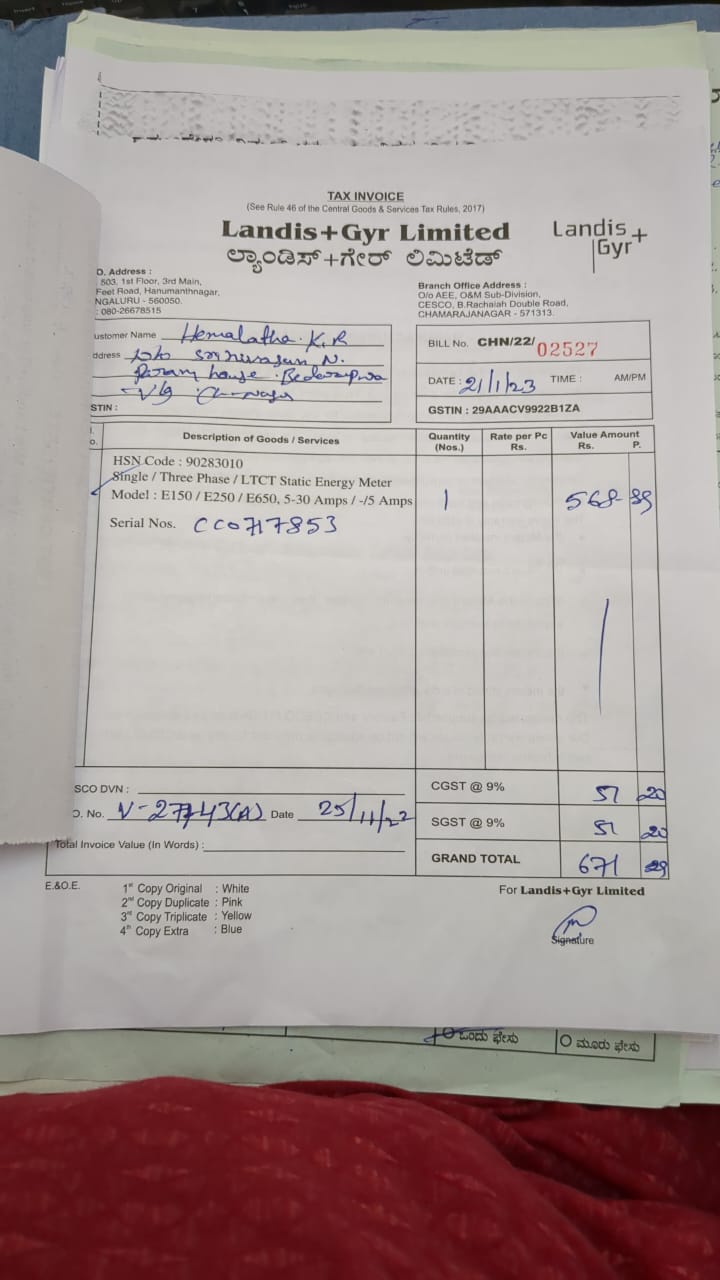 TAX INVOICE
(See Rule 46 of the Central Goods & Services Tax Rules, 2017)
Landis+Gyr Limited
ಲ್ಯಾಂಡಿಸ್+ಗೇರ್ ಲಿಮಿಟೆಡ್
Landis+
Gyr
D. Address :
503, 1st Floor, 3rd Main,
Feet Road, Hanumanthnagar,
NGALURU - 560050.
: 080-26678515
Branch Office Address :
O/o AEE, O&M Sub-Division,
CESCO, B.Rachaiah Double Road,
CHAMARAJANAGAR - 571313.
ustomer Name Hemalatha. K.R
ddress
N.
house.
STIN :
BILL No. CHN/22/ 02527
DATE : 21/1/23 TIME : AM/PM
GSTIN : 29AAACV9922B1ZA
Description of Goods / Services
Quantity (Nos.)
Rate per Pc Rs.
Value Amount Rs. P.
HSN Code : 90283010
Single / Three Phase / LTCT Static Energy Meter
Model : E150 / E250 / E650, 5-30 Amps / -/5 Amps 1 568-89
Serial Nos. CC0717853
SCO DVN :
O. No. Date 25/11/22
Total Invoice Value (In Words) :
CGST @ 9% 51 20
SGST @ 9% 51 20
GRAND TOTAL 671 29
E.&O.E.
1st Copy Original : White
2nd Copy Duplicate : Pink
3rd Copy Triplicate : Yellow
4th Copy Extra : Blue
For Landis+Gyr Limited
Signature
ಒಂದು ಫೇಸು
ಮೂರು ಫೇಸು